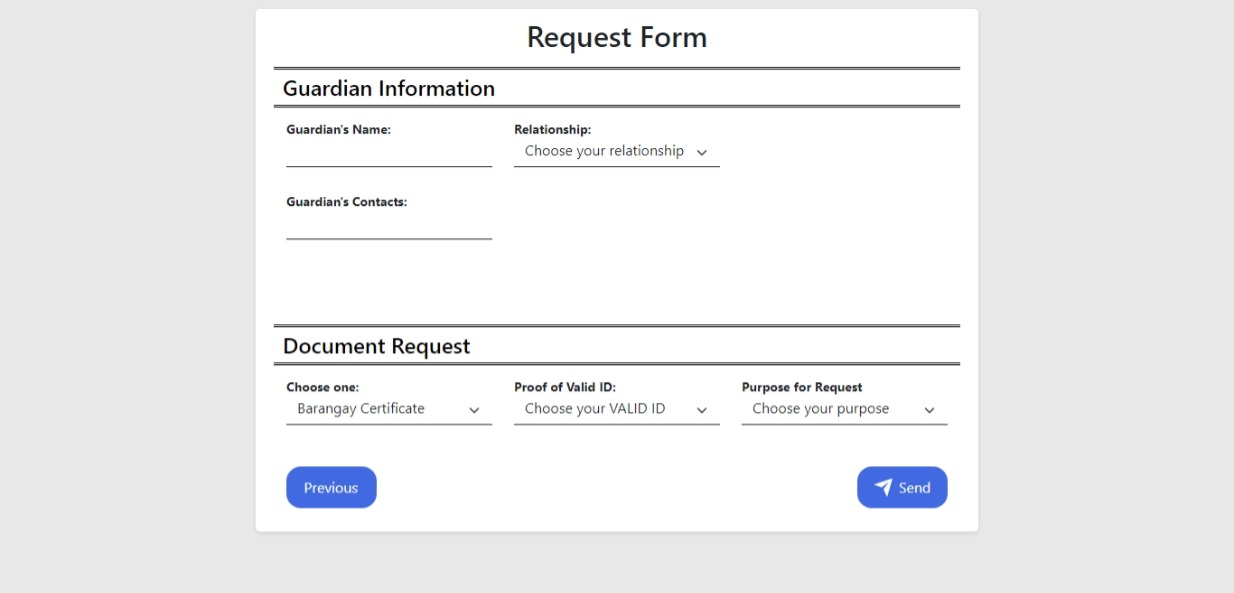 Request Form
Guardian Information
Guardian's Name: Relationship:
Choose your relationship
Guardian's Contacts:
Document Request
Choose one: Proof of Valid ID: Purpose for Request
Barangay Certificate Choose your VALID ID Choose your purpose
Previous Send